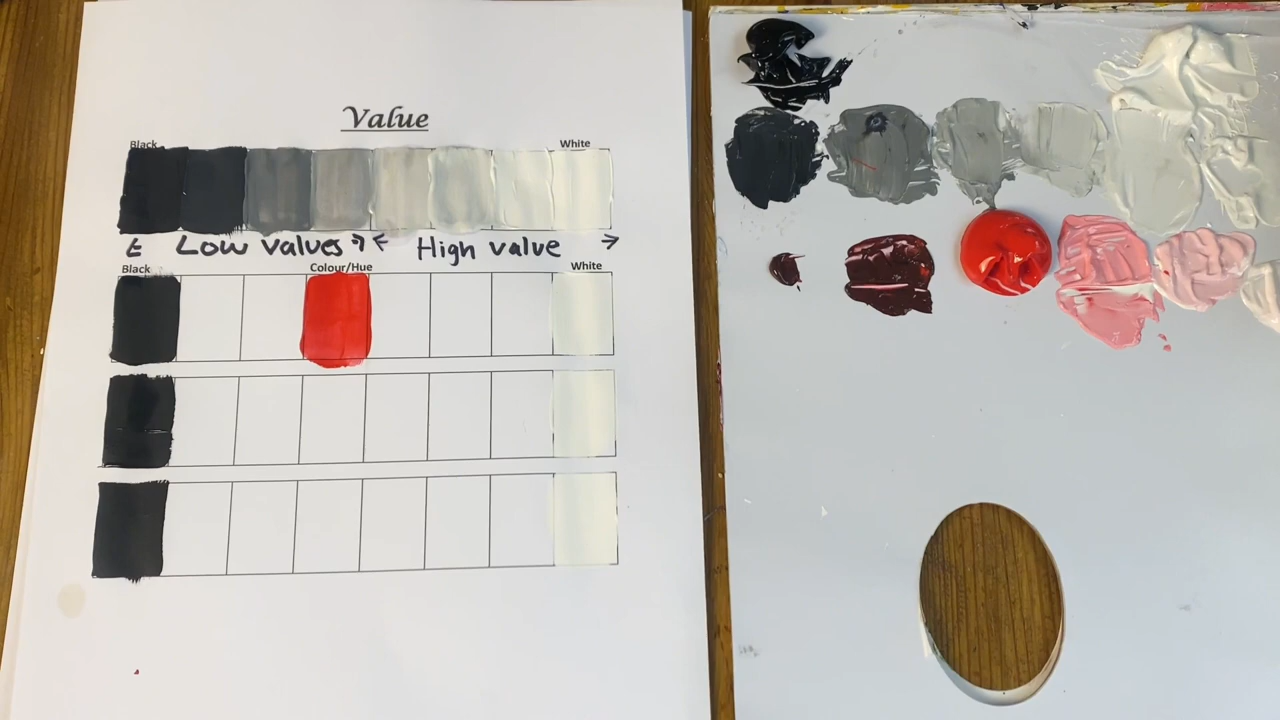 Value
Black White
← Low values → ← High value →
Black Colour/Hue White